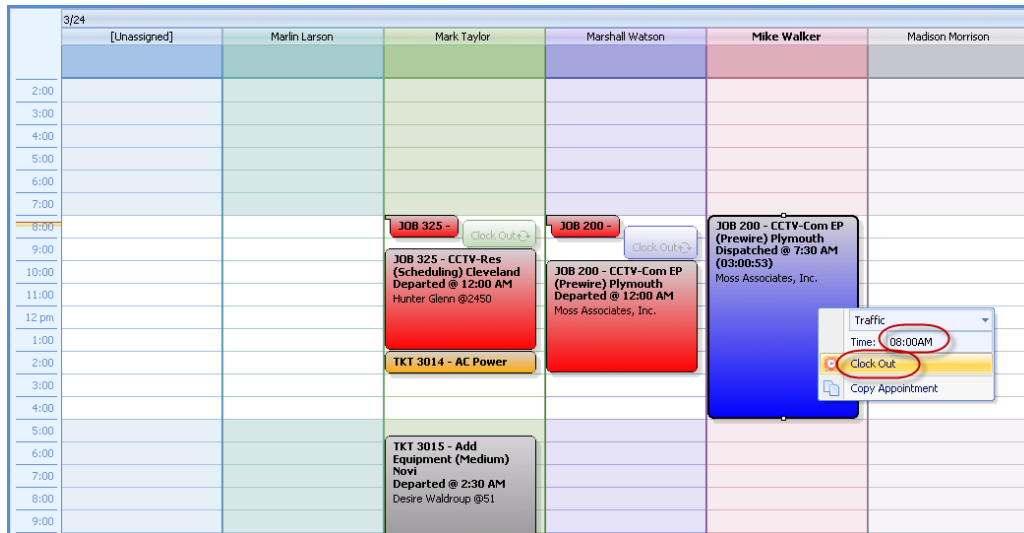 3/24
[Unassigned]
Marlin Larson
Mark Taylor
Marshall Watson
Mike Walker
Madison Morrison
2:00
3:00
4:00
5:00
6:00
7:00
8:00
9:00
10:00
11:00
12 pm
1:00
2:00
3:00
4:00
5:00
6:00
7:00
8:00
9:00
JOB 325 -
Clock Out
JOB 325 - CCTV-Res
(Scheduling) Cleveland
Departed @ 12:00 AM
Hunter Glenn @2450
TKT 3014 - AC Power
TKT 3015 - Add
Equipment (Medium)
Novi
Departed @ 2:30 AM
Desire Waldroup @51
JOB 200 -
Clock Out
JOB 200 - CCTV-Com EP
(Prewire) Plymouth
Departed @ 12:00 AM
Moss Associates, Inc.
JOB 200 - CCTV-Com EP
(Prewire) Plymouth
Dispatched @ 7:30 AM
(03:00:53)
Moss Associates, Inc.
Traffic
Time: 08:00AM
Clock Out
Copy Appointment